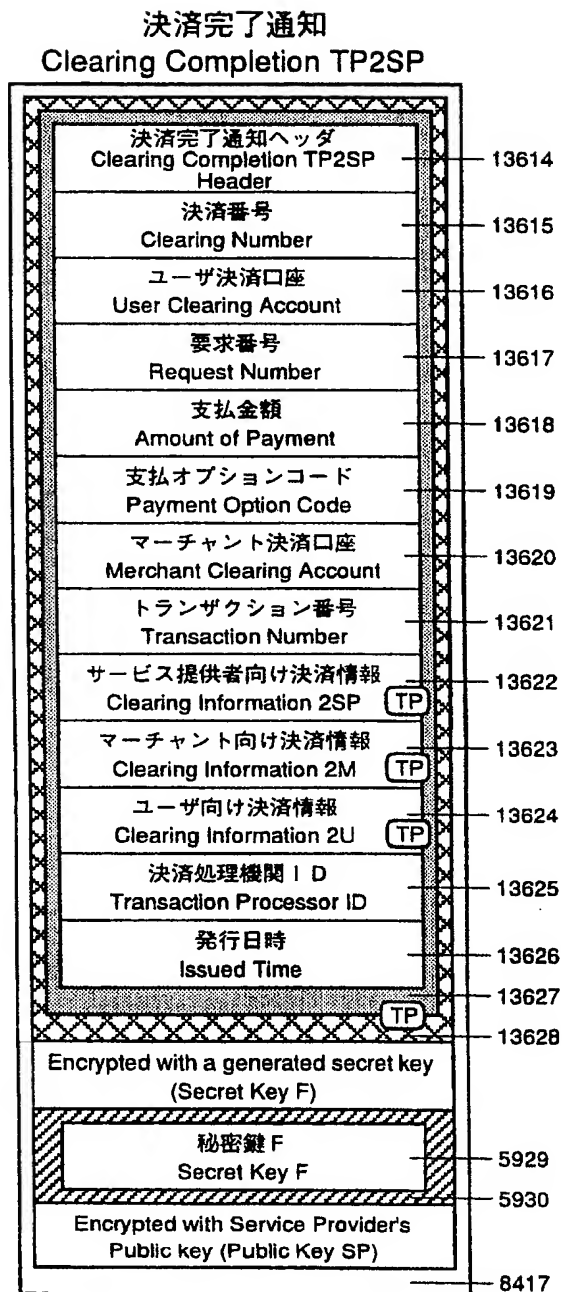 決済完了通知
Clearing Completion TP2SP
決済完了通知ヘッダ
Clearing Completion TP2SP
Header
13614
決済番号
Clearing Number
13615
ユーザ決済口座
User Clearing Account
13616
要求番号
Request Number
13617
支払金額
Amount of Payment
13618
支払オプションコード
Payment Option Code
13619
マーチャント決済口座
Merchant Clearing Account
13620
トランザクション番号
Transaction Number
13621
サービス提供者向け決済情報
Clearing Information 2SP
TP
13622
マーチャント向け決済情報
Clearing Information 2M
TP
13623
ユーザ向け決済情報
Clearing Information 2U
TP
13624
決済処理機関ID
Transaction Processor ID
13625
発行日時
Issued Time
13626
13627
TP
13628
Encrypted with a generated secret key
(Secret Key F)
秘密鍵F
Secret Key F
5929
5930
Encrypted with Service Provider's
Public key (Public Key SP)
8417